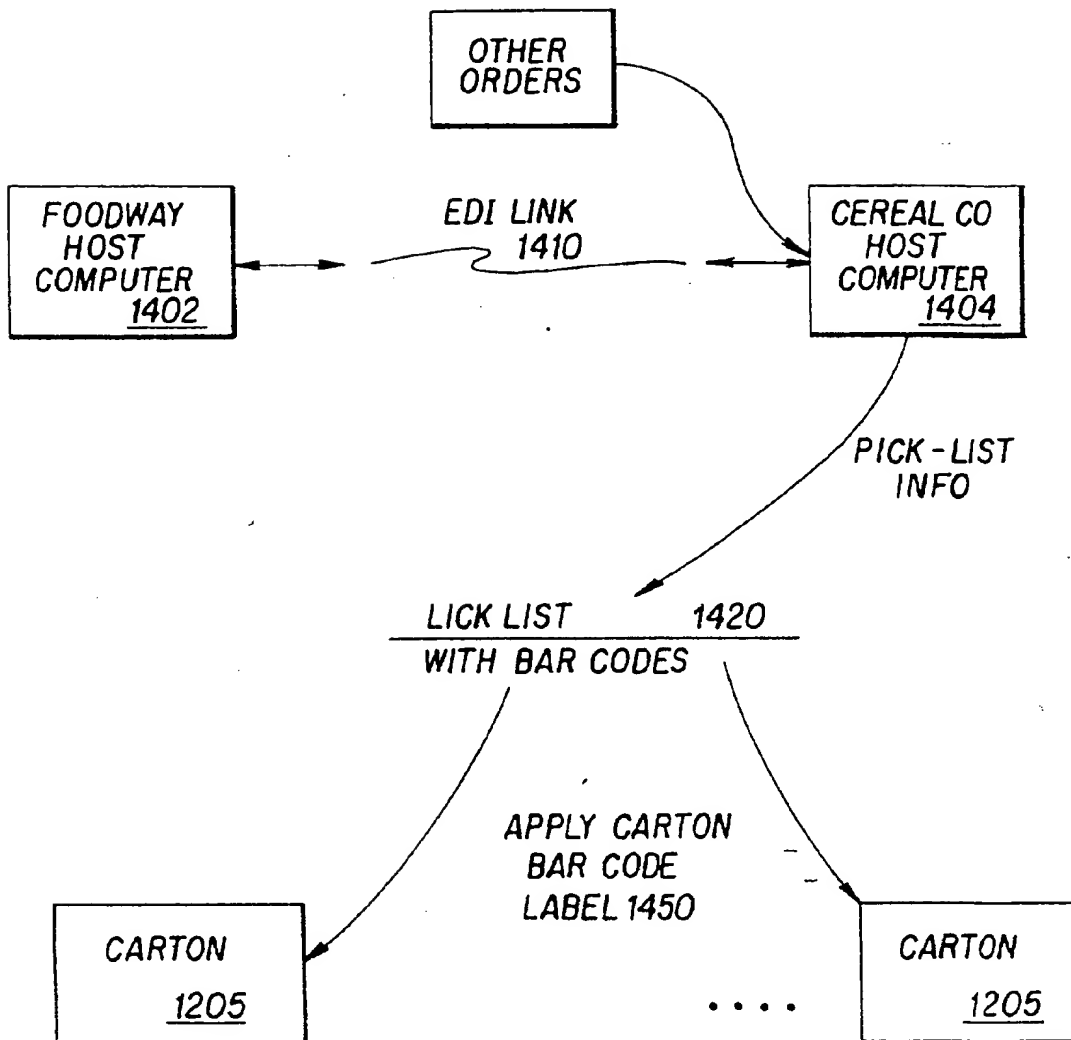 OTHER
ORDERS
FOODWAY
HOST
COMPUTER
1402
EDI LINK
1410
CEREAL CO
HOST
COMPUTER
1404
PICK-LIST
INFO
LICK LIST 1420
WITH BAR CODES
APPLY CARTON
BAR CODE
LABEL 1450
CARTON
1205
CARTON
1205